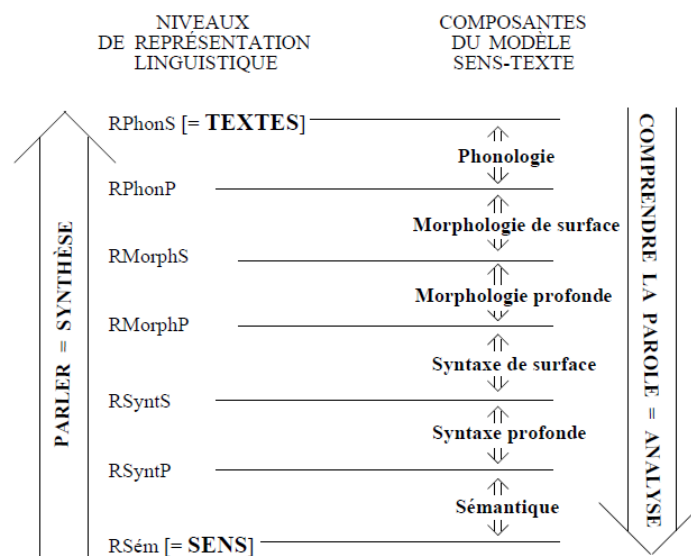 NIVEAUX
DE REPRÉSENTATION
LINGUISTIQUE
COMPOSANTES
DU MODÈLE
SENS-TEXTE
RPhonS [= TEXTES]
Phonologie
RPhonP
Morphologie de surface
RMorphS
Morphologie profonde
RMorphP
Syntaxe de surface
RSyntS
Syntaxe profonde
RSyntP
Sémantique
RSém [= SENS]
PARLER = SYNTHÈSE
COMPRENDRE LA PAROLE = ANALYSE